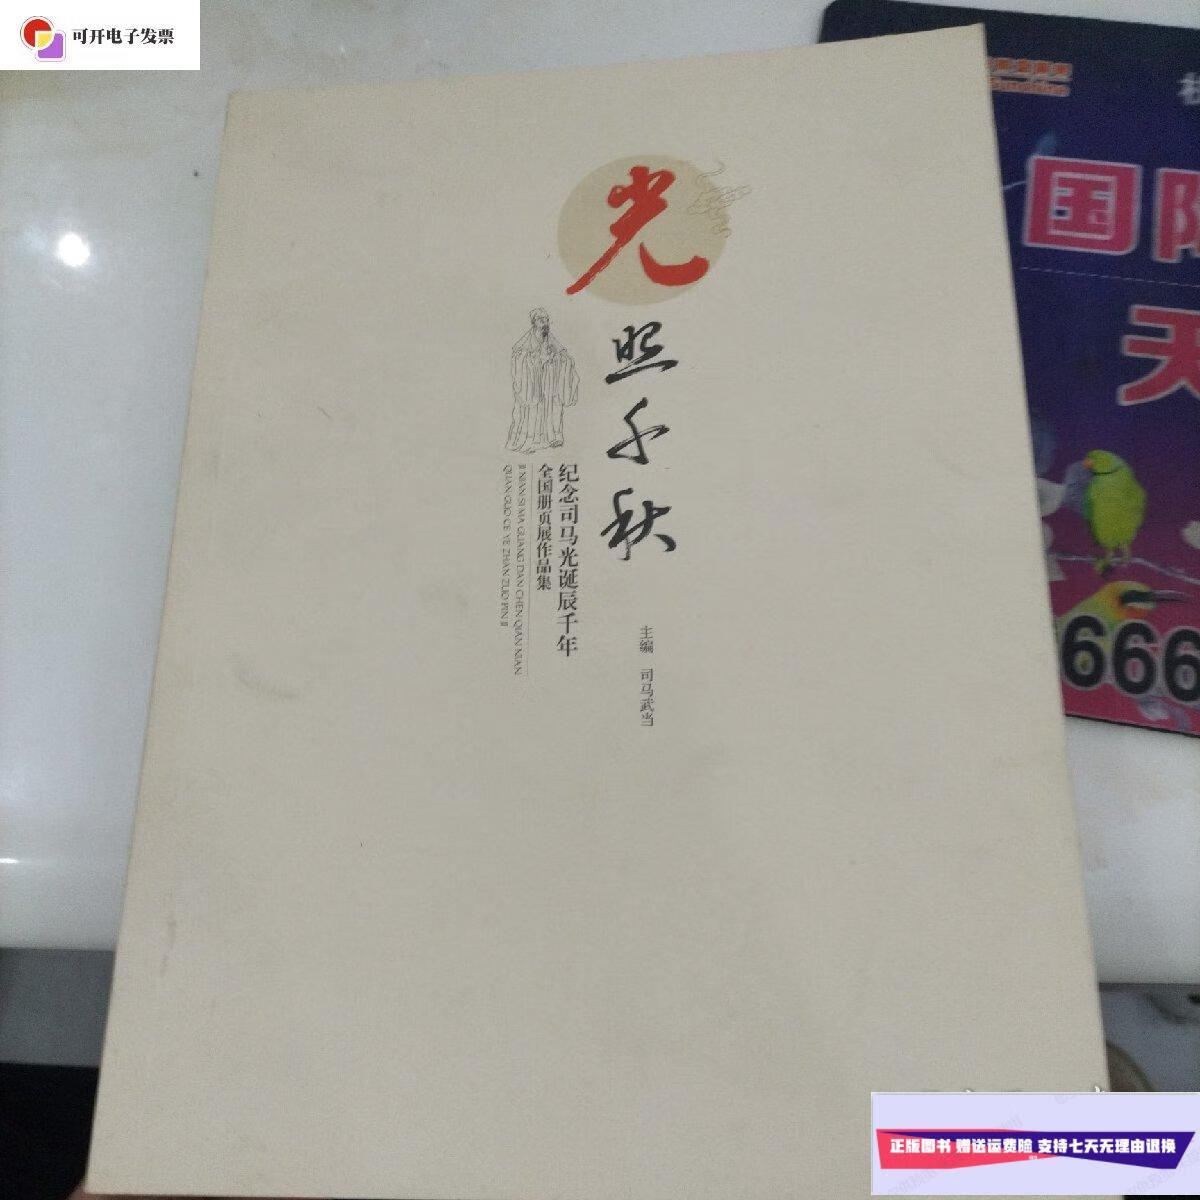 可开电子发票
光照千秋
纪念司马光诞辰千年
全国册页展作品集
JI NIAN SI MA GUANG DAN CHEN QIAN NIAN
QUAN GUO CE YE ZHAN ZUO PIN JI
主编 司马武当
Sunshine
国际
天
666
正版图书 赠送运费险 支持七天无理由退换